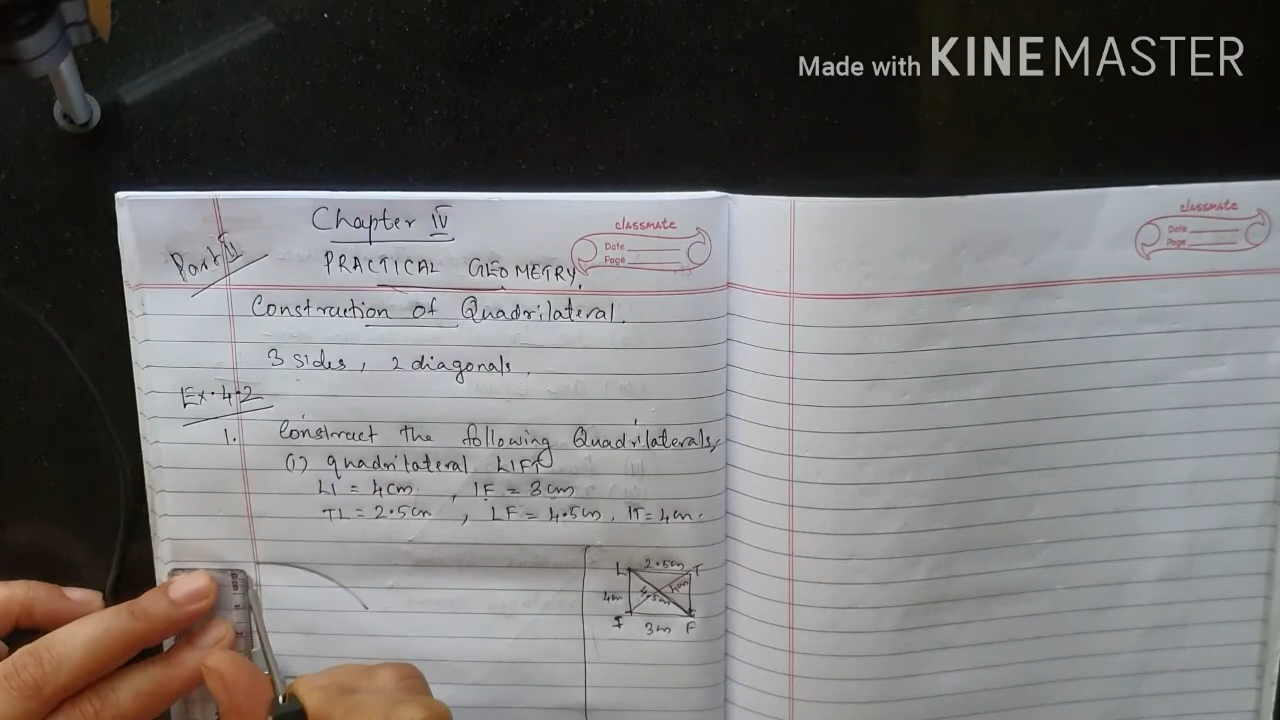 Made with KINEMASTER
Chapter IV
Part II
PRACTICAL GEOMETRY.
classmate
Date
Page
classmate
Date
Page
Construction of Quadrilateral.
3 sides, 2 diagonals,
Ex. 4.2
1. Construct the following Quadrilaterals,
(i) quadrilateral LIFT
LI = 4cm, IF = 3cm
TL = 2.5cm, LF = 4.5cm, IT = 4cm.
L 2.5cm T
4cm 4.5cm 4cm
I 3cm F